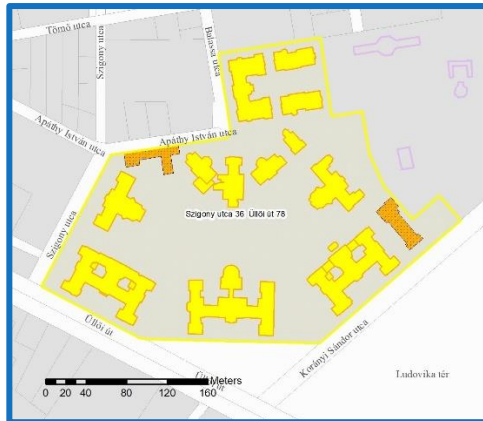 Tömő utca
Szigony utca
Balassa utca
Apáthy István utca
Apáthy István utca
Szigony utca 36 Üllői út 78
Szigony utca
Üllői út
Korányi Sándor utca
Ludovika tér
Meters
0 20 40 80 120 160